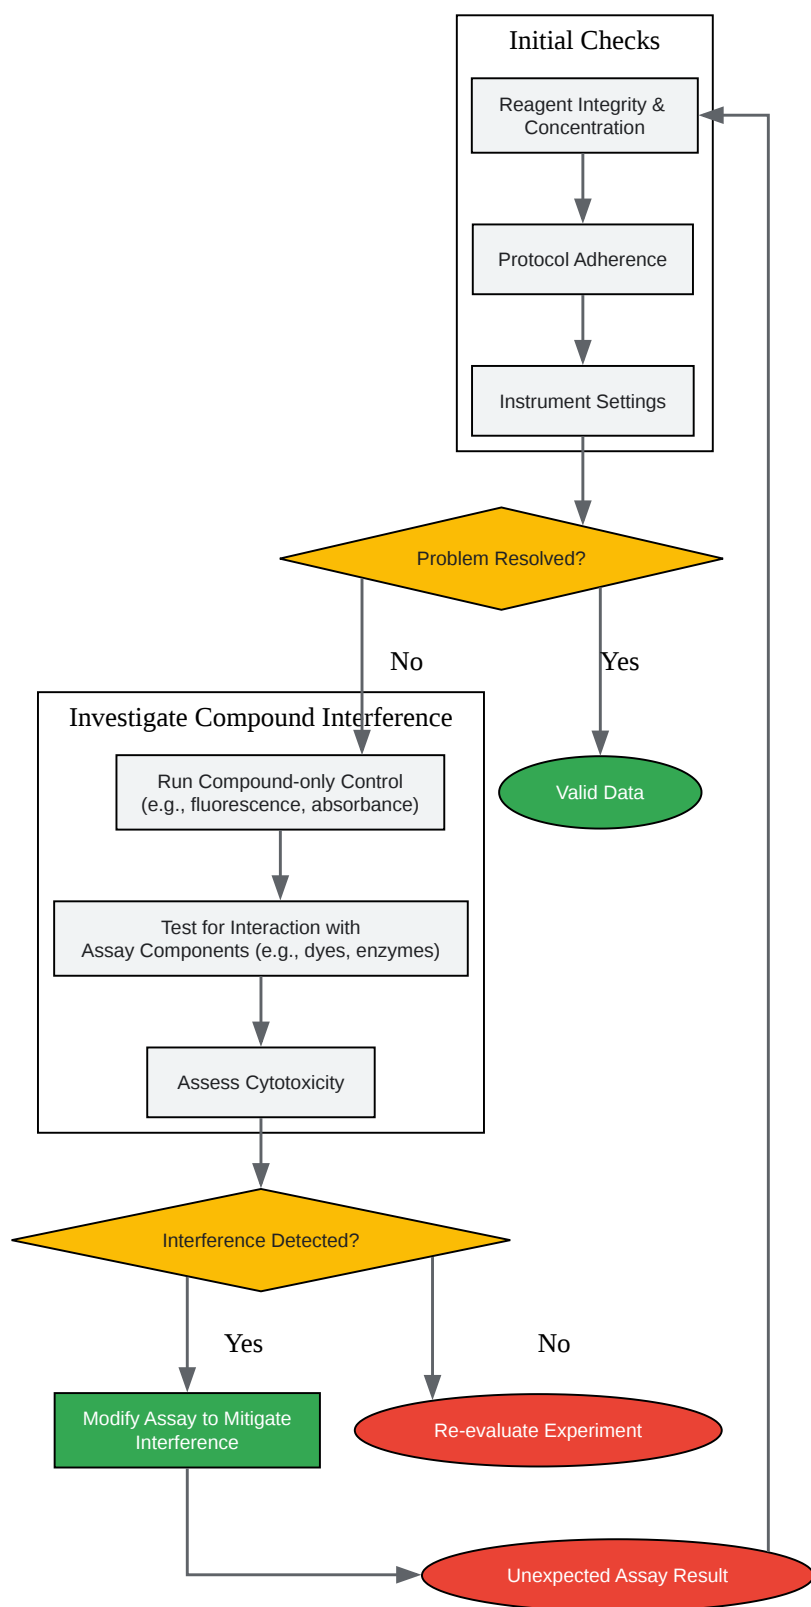 Initial Checks
Reagent Integrity &
Concentration
Protocol Adherence
Instrument Settings
Problem Resolved?
No
Yes
Investigate Compound Interference
Run Compound-only Control
(e.g., fluorescence, absorbance)
Valid Data
Test for Interaction with
Assay Components (e.g., dyes, enzymes)
Assess Cytotoxicity
Interference Detected?
Yes
No
Modify Assay to Mitigate
Interference
Re-evaluate Experiment
Unexpected Assay Result